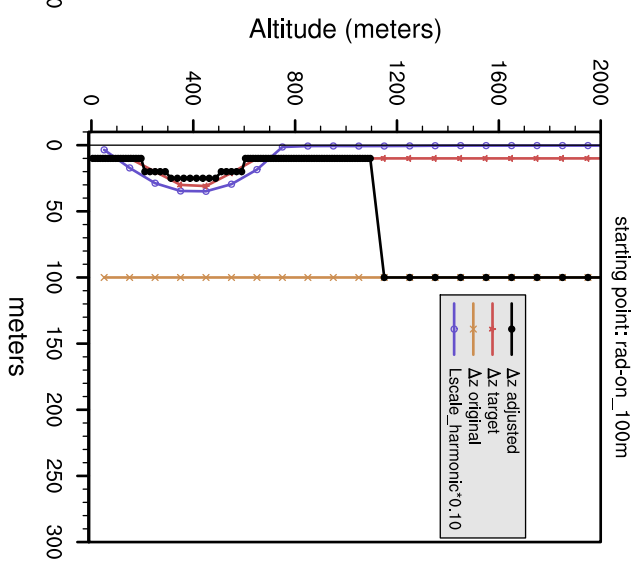 starting point: rad-on_100m
Altitude (meters)
2000
1600
1200
800
400
0
Δz adjusted
Δz target
Δz original
Lscale_harmonic*0.10
0
50
100
150
200
250
300
meters